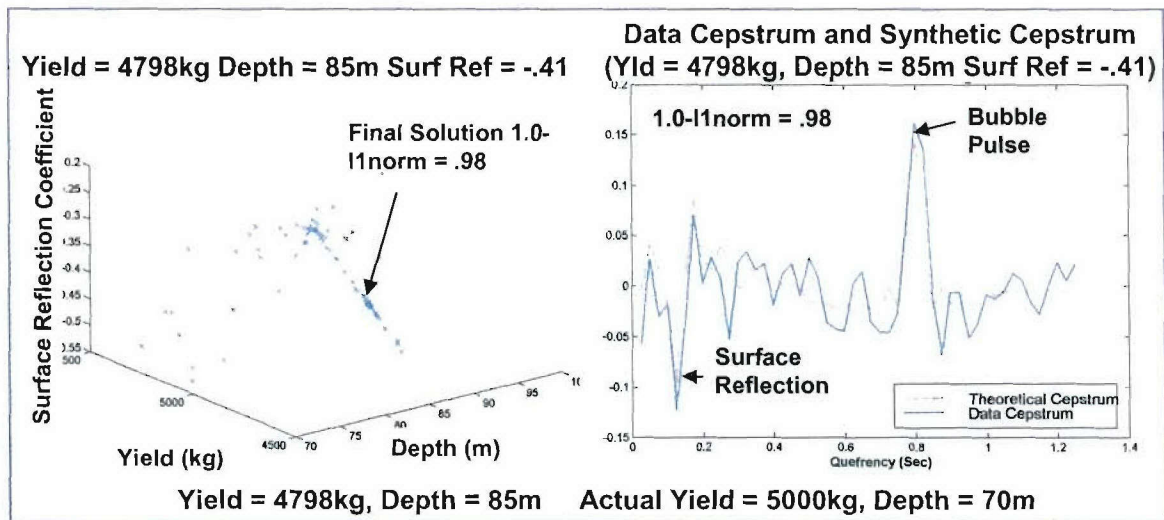 Yield = 4798kg Depth = 85m Surf Ref = -.41
Final Solution 1.0-
l1norm = .98
Surface Reflection Coefficient
0.2
.25
-0.3
.35
-0.4
.45
-0.5
.55
500
5000
4500
Yield (kg)
70
75
80
85
90
95
Depth (m)
Data Cepstrum and Synthetic Cepstrum
(Yld = 4798kg, Depth = 85m Surf Ref = -.41)
1.0-l1norm = .98
Bubble
Pulse
Surface
Reflection
Theoretical Cepstrum
Data Cepstrum
0.2
0.15
0.1
0.05
0
-0.05
-0.1
-0.15
0
0.2
0.4
0.6
0.8
1
1.2
1.4
Quefrency (Sec)
Yield = 4798kg, Depth = 85m Actual Yield = 5000kg, Depth = 70m